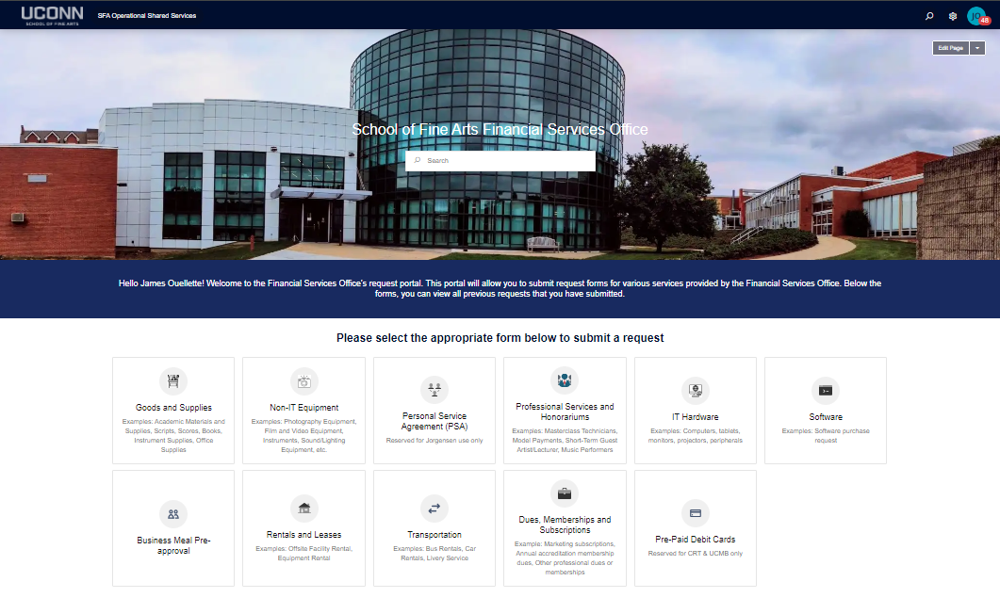 UCONN
SCHOOL OF FINE ARTS
SFA Operational Shared Services
JO
48
Edit Page
School of Fine Arts Financial Services Office
Search
Hello James Ouellette! Welcome to the Financial Services Office's request portal. This portal will allow you to submit request forms for various services provided by the Financial Services Office. Below the
forms, you can view all previous requests that you have submitted.
Please select the appropriate form below to submit a request
Goods and Supplies
Examples: Academic Materials and
Supplies, Scripts, Scores, Books,
Instrument Supplies, Office
Supplies
Non-IT Equipment
Examples: Photography Equipment,
Film and Video Equipment,
Instruments, Sound/Lighting
Equipment, etc.
Personal Service
Agreement (PSA)
Reserved for Jorgensen use only
Professional Services and
Honorariums
Examples: Masterclass Technicians,
Model Payments, Short-Term Guest
Artist/Lecturer, Music Performers
IT Hardware
Examples: Computers, tablets,
monitors, projectors, peripherals
Software
Examples: Software purchase
request
Business Meal Pre-
approval
Rentals and Leases
Examples: Offsite Facility Rental,
Equipment Rental
Transportation
Examples: Bus Rentals, Car
Rentals, Livery Service
Dues, Memberships and
Subscriptions
Example: Marketing subscriptions,
Annual accreditation membership
dues, Other professional dues or
memberships
Pre-Paid Debit Cards
Reserved for CRT & UCMB only